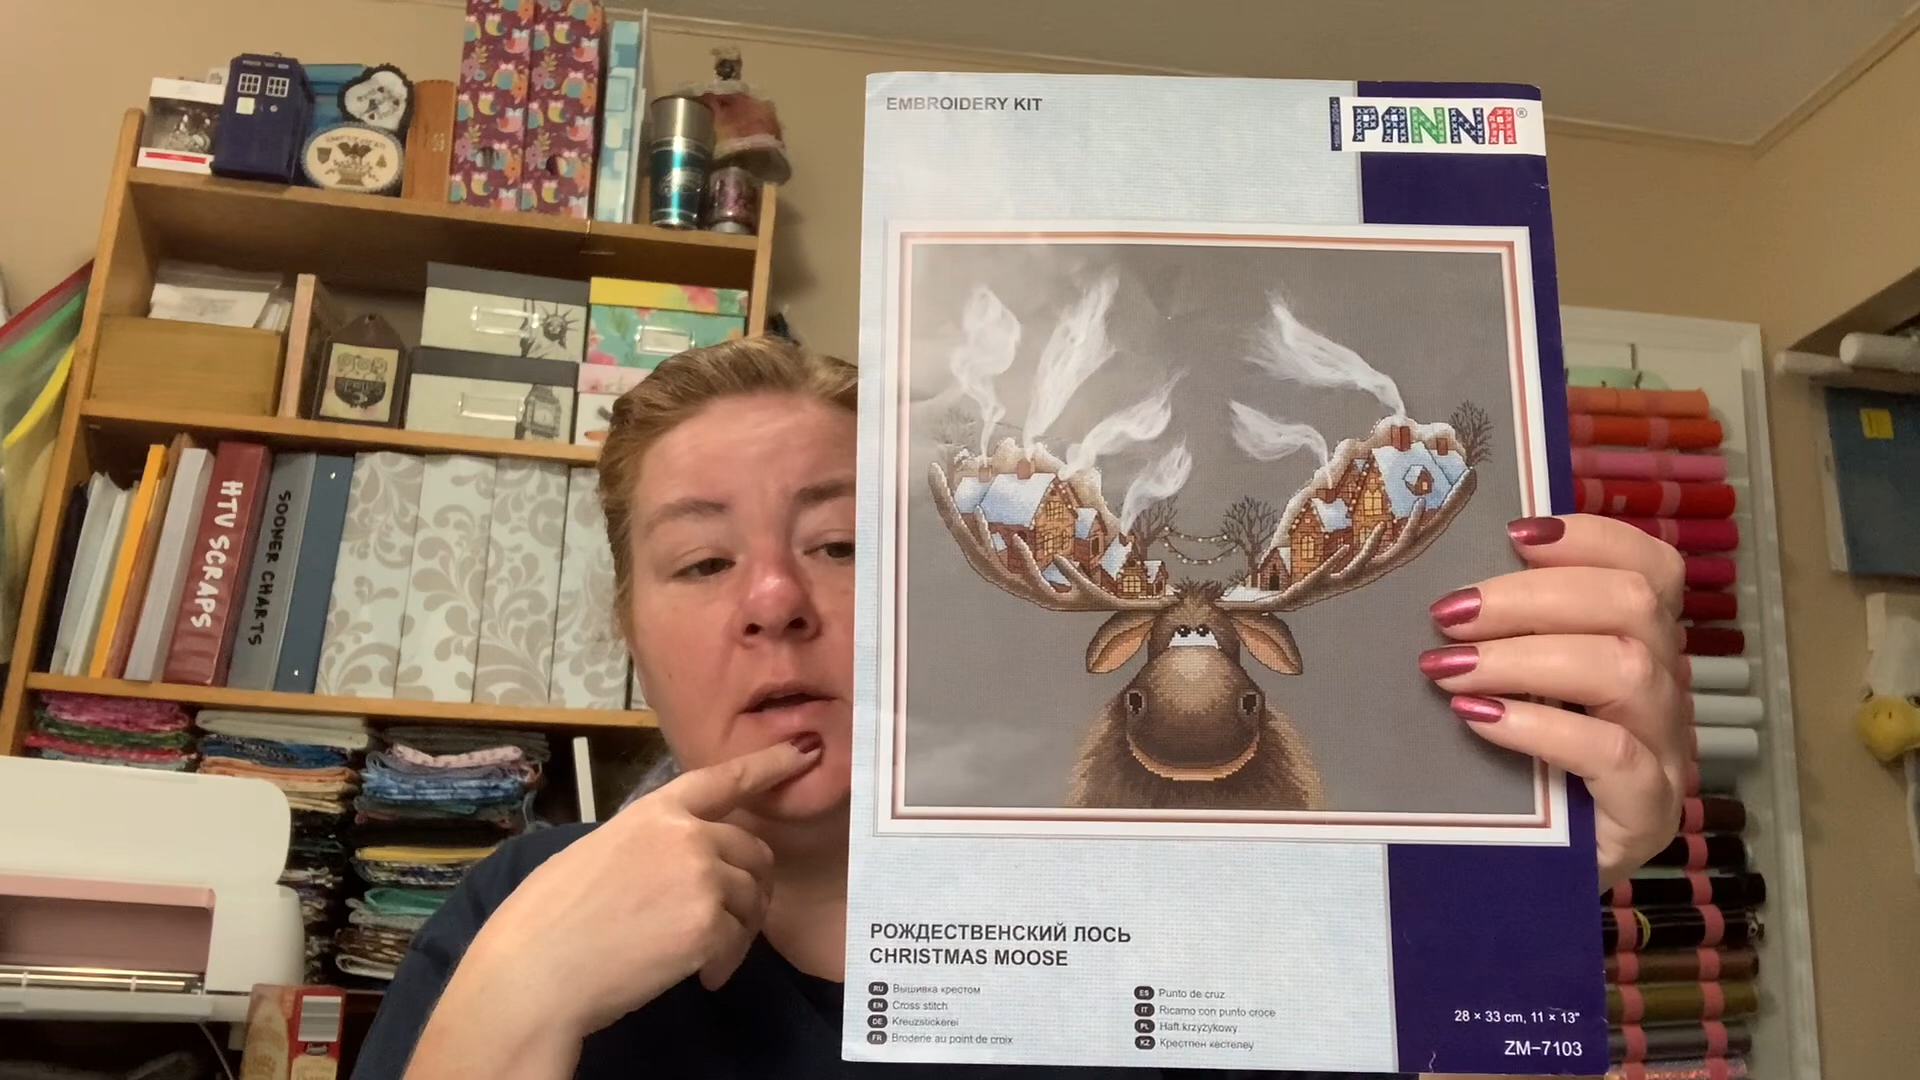 EMBROIDERY KIT
PANNA®
РОЖДЕСТВЕНСКИЙ ЛОСЬ
CHRISTMAS MOOSE
RU Вышивка крестом
EN Cross stitch
DE Kreuzstickerei
FR Broderie au point de croix
ES Punto de cruz
IT Ricamo con punto croce
PL Haft krzyżykowy
KZ Крестпен кестелеу
28 × 33 cm, 11 × 13"
ZM-7103
HTV SCRAPS
SOONER CHARTS